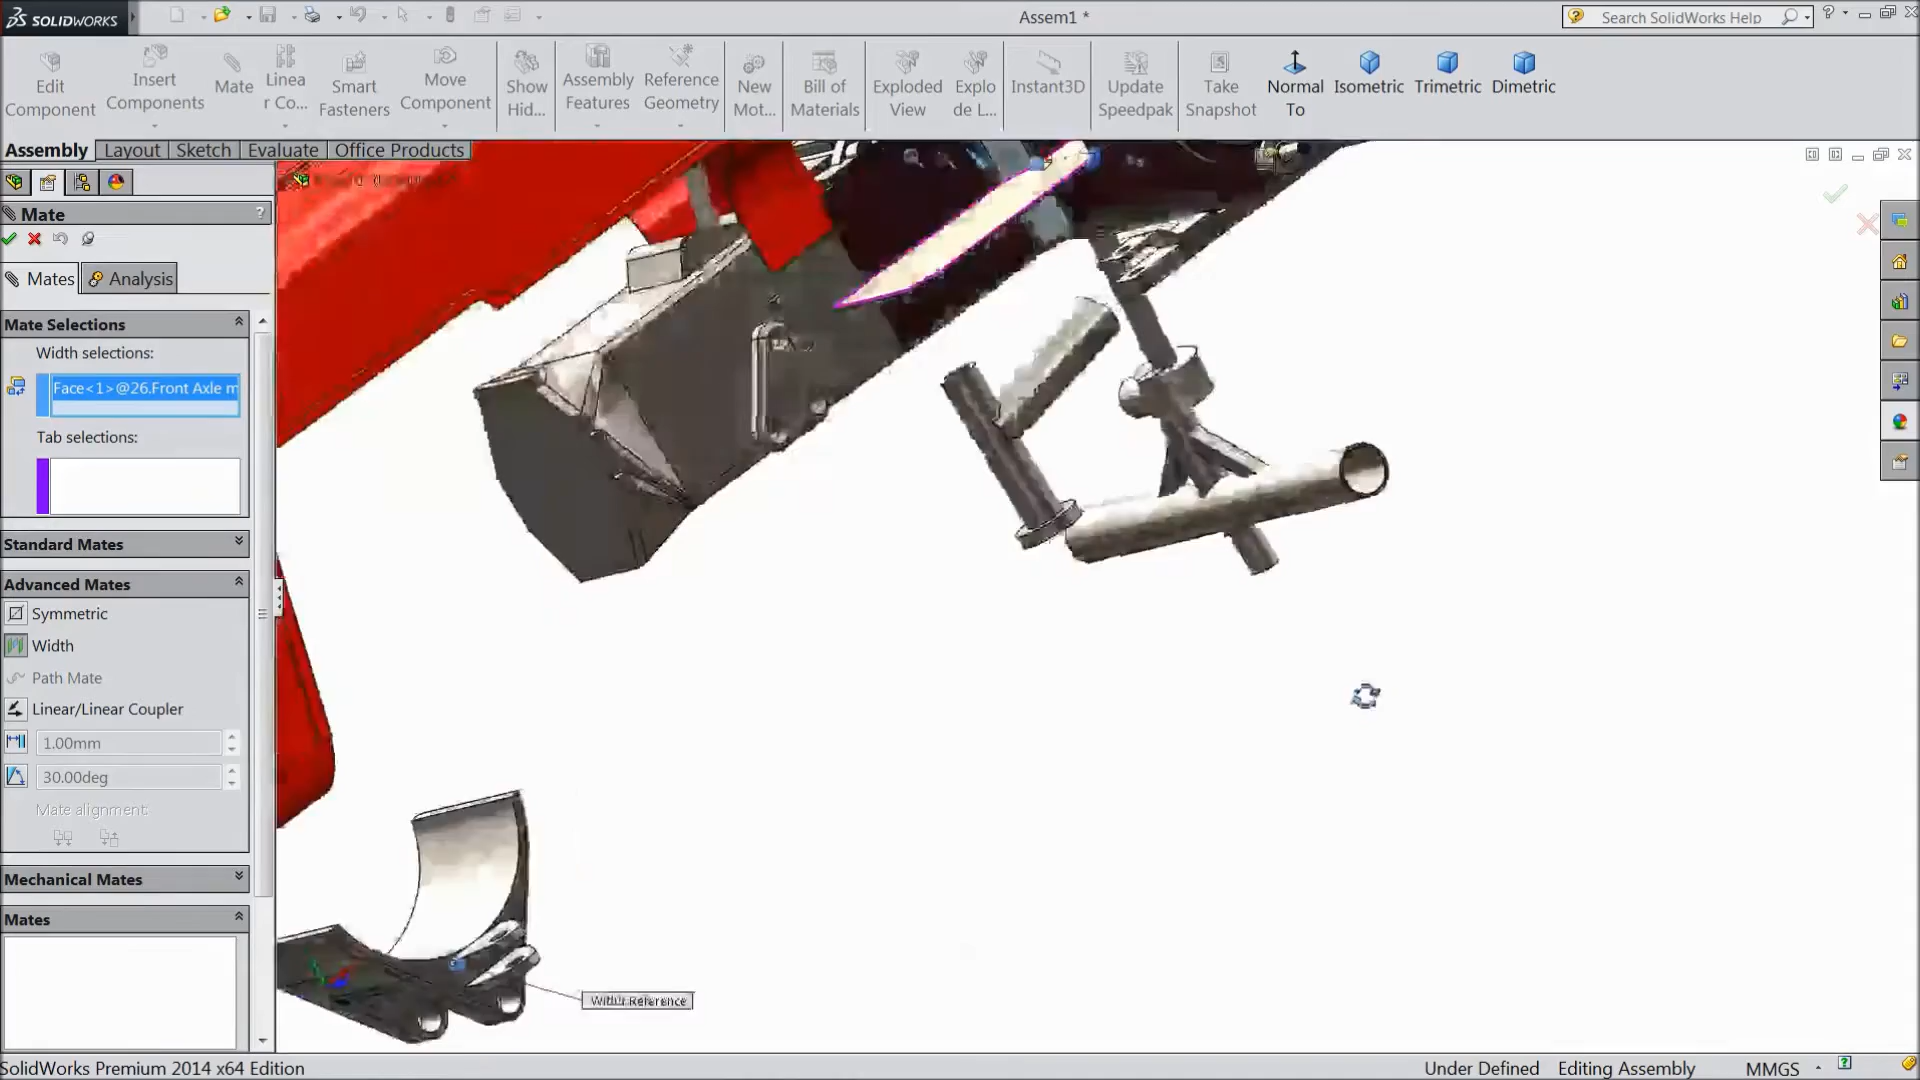 SOLIDWORKS
Assem1 *
Search SolidWorks Help
Edit Component
Insert Components
Mate
Linea r Co...
Smart Fasteners
Move Component
Show Hid...
Assembly Features
Reference Geometry
New Mot...
Bill of Materials
Exploded View
Explo de L...
Instant3D
Update Speedpak
Take Snapshot
Normal To
Isometric
Trimetric
Dimetric
Assembly
Layout
Sketch
Evaluate
Office Products
Mate
?
Mates
Analysis
Mate Selections
Width selections:
Face<1>@26.Front Axle m
Tab selections:
Standard Mates
Advanced Mates
Symmetric
Width
Path Mate
Linear/Linear Coupler
1.00mm
30.00deg
Mate alignment:
Mechanical Mates
Mates
Width Reference
SolidWorks Premium 2014 x64 Edition
Under Defined
Editing Assembly
MMGS